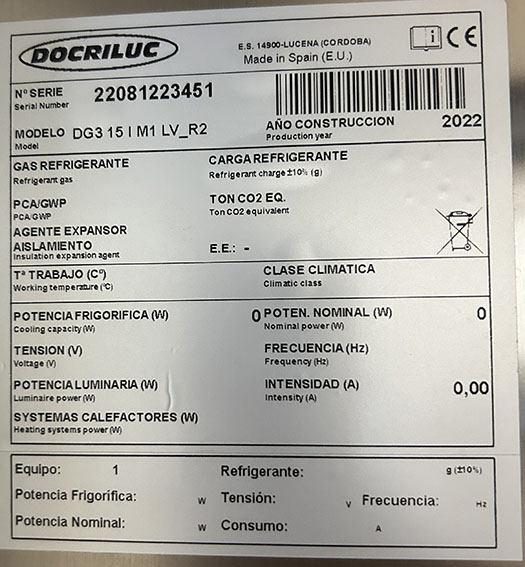 DOCRILUC
E.S. 14900-LUCENA (CORDOBA)
Made in Spain (E.U.)
i CE
Nº SERIE 22081223451
Serial Number
MODELO DG3 15 I M1 LV_R2
Model
AÑO CONSTRUCCION 2022
Production year
GAS REFRIGERANTE
Refrigerant gas
CARGA REFRIGERANTE
Refrigerant charge ±10% (g)
PCA/GWP
PCA/GWP
TON CO2 EQ.
Ton CO2 equivalent
AGENTE EXPANSOR
AISLAMIENTO
Insulation expansion agent
E.E.: -
Tª TRABAJO (Cº)
Working temperature (ºC)
CLASE CLIMATICA
Climatic class
POTENCIA FRIGORIFICA (W) 0
Cooling capacity (W)
POTEN. NOMINAL (W) 0
Nominal power (W)
TENSION (V)
Voltage (V)
FRECUENCIA (Hz)
Frequency (Hz)
POTENCIA LUMINARIA (W)
Luminaire power (W)
INTENSIDAD (A) 0,00
Intensity (A)
SYSTEMAS CALEFACTORES (W)
Heating systems power (W)
Equipo: 1 Refrigerante: g (±10%)
Potencia Frigorífica: W Tensión: V Frecuencia: Hz
Potencia Nominal: W Consumo: A